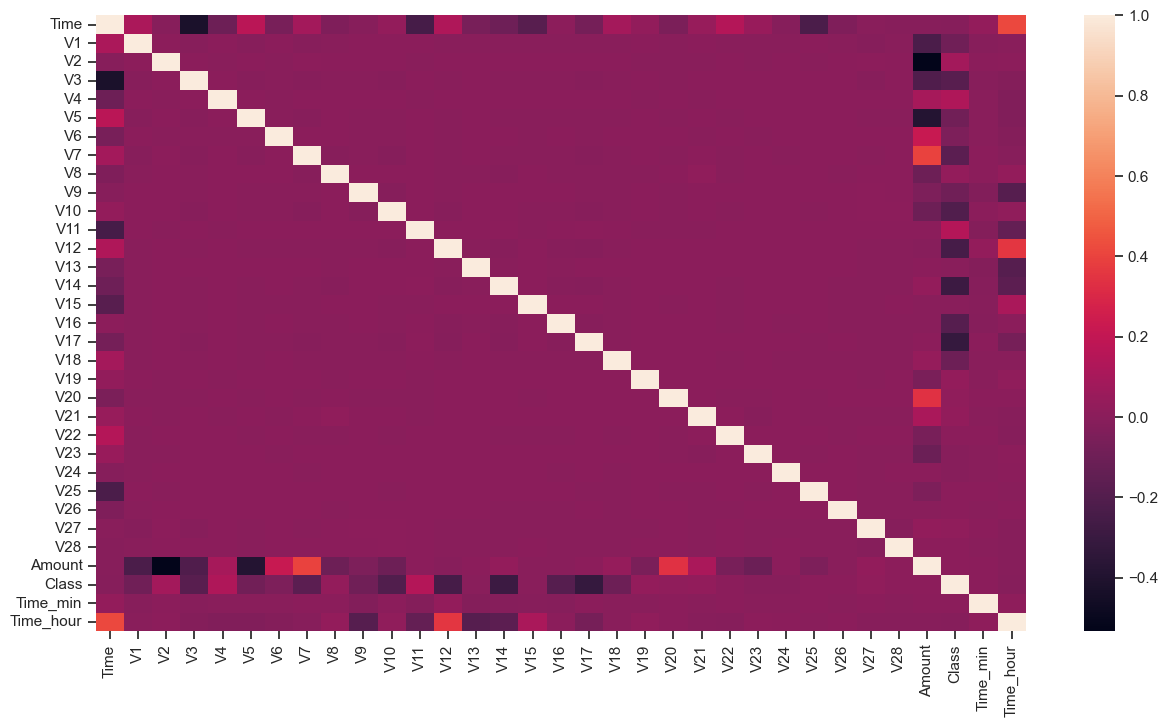 Time
V1
V2
V3
V4
V5
V6
V7
V8
V9
V10
V11
V12
V13
V14
V15
V16
V17
V18
V19
V20
V21
V22
V23
V24
V25
V26
V27
V28
Amount
Class
Time_min
Time_hour
Time V1 V2 V3 V4 V5 V6 V7 V8 V9 V10 V11 V12 V13 V14 V15 V16 V17 V18 V19 V20 V21 V22 V23 V24 V25 V26 V27 V28 Amount Class Time_min Time_hour
1.0
0.8
0.6
0.4
0.2
0.0
−0.2
−0.4